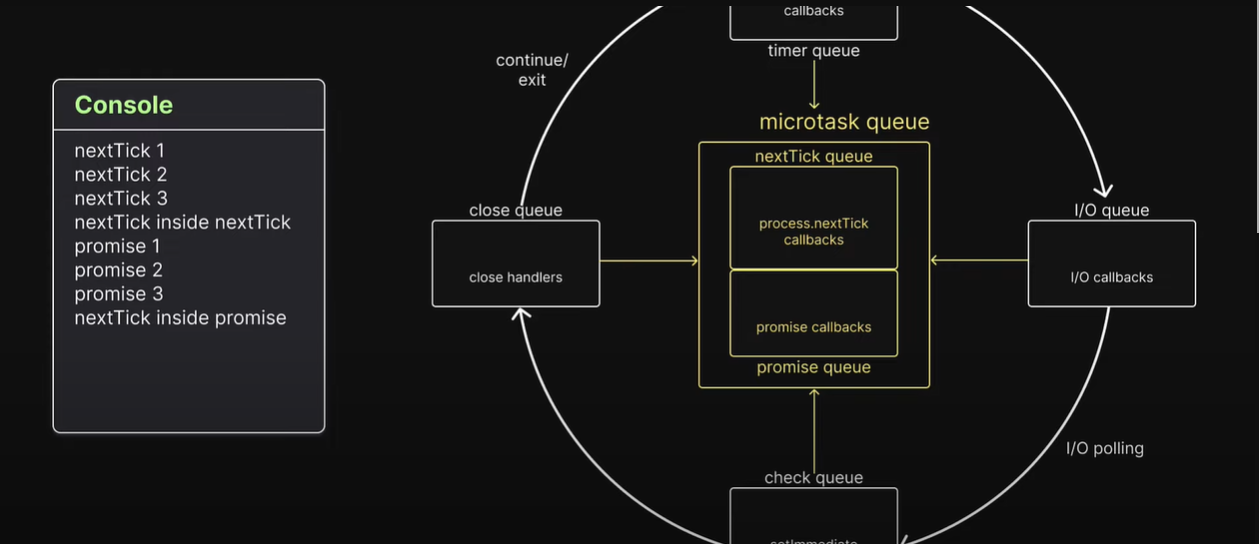 Console
nextTick 1
nextTick 2
nextTick 3
nextTick inside nextTick
promise 1
promise 2
promise 3
nextTick inside promise
callbacks
timer queue
continue/
exit
microtask queue
nextTick queue
process.nextTick
callbacks
promise callbacks
promise queue
close queue
close handlers
I/O queue
I/O callbacks
I/O polling
check queue
setImmediate